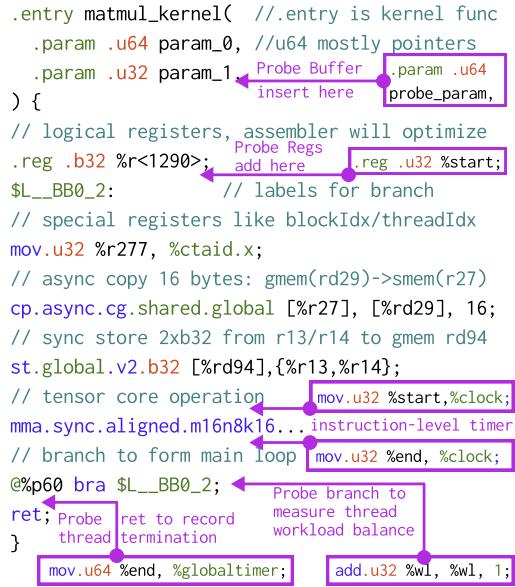 .entry matmul_kernel(  //.entry is kernel func
.param .u64 param_0, //u64 mostly pointers
.param .u32 param_1,
Probe Buffer
insert here
.param .u64
probe_param,
) {
// logical registers, assembler will optimize
.reg .b32 %r<1290>;
Probe Regs
add here
.reg .u32 %start;
$L__BB0_2:          // labels for branch
// special registers like blockIdx/threadIdx
mov.u32 %r277, %ctaid.x;
// async copy 16 bytes: gmem(rd29)->smem(r27)
cp.async.cg.shared.global [%r27], [%rd29], 16;
// sync store 2xb32 from r13/r14 to gmem rd94
st.global.v2.b32 [%rd94],{%r13,%r14};
// tensor core operation
mov.u32 %start,%clock;
mma.sync.aligned.m16n8k16...
instruction-level timer
// branch to form main loop
mov.u32 %end, %clock;
@%p60 bra $L__BB0_2;
ret;
Probe ret to record
thread termination
Probe branch to
measure thread
workload balance
}
mov.u64 %end, %globaltimer;
add.u32 %wl, %wl, 1;